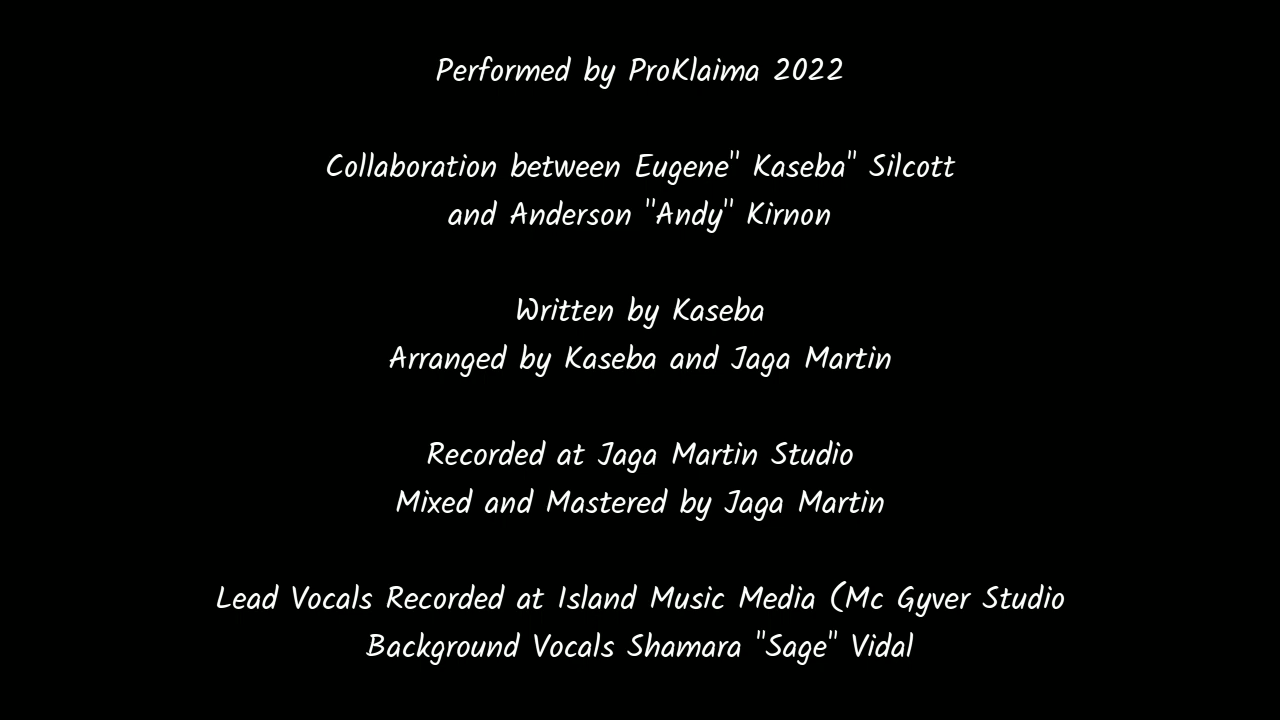 Performed by ProKlaima 2022
Collaboration between Eugene" Kaseba" Silcott
and Anderson "Andy" Kirnon
Written by Kaseba
Arranged by Kaseba and Jaga Martin
Recorded at Jaga Martin Studio
Mixed and Mastered by Jaga Martin
Lead Vocals Recorded at Island Music Media (Mc Gyver Studio
Background Vocals Shamara "Sage" Vidal